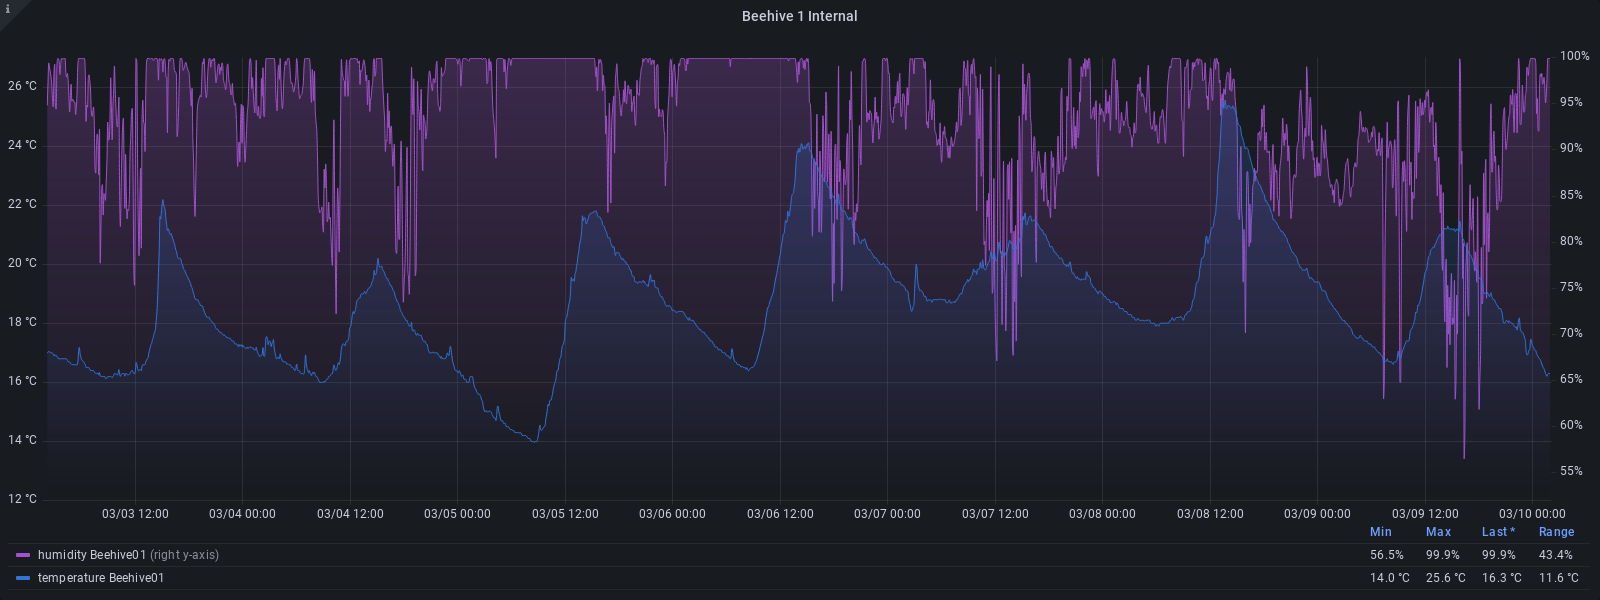 i
Beehive 1 Internal
26 °C
24 °C
22 °C
20 °C
18 °C
16 °C
14 °C
12 °C
100%
95%
90%
85%
80%
75%
70%
65%
60%
55%
03/03 12:00 03/04 00:00 03/04 12:00 03/05 00:00 03/05 12:00 03/06 00:00 03/06 12:00 03/07 00:00 03/07 12:00 03/08 00:00 03/08 12:00 03/09 00:00 03/09 12:00 03/10 00:00
Min Max Last * Range
humidity Beehive01 (right y-axis) 56.5% 99.9% 99.9% 43.4%
temperature Beehive01 14.0 °C 25.6 °C 16.3 °C 11.6 °C